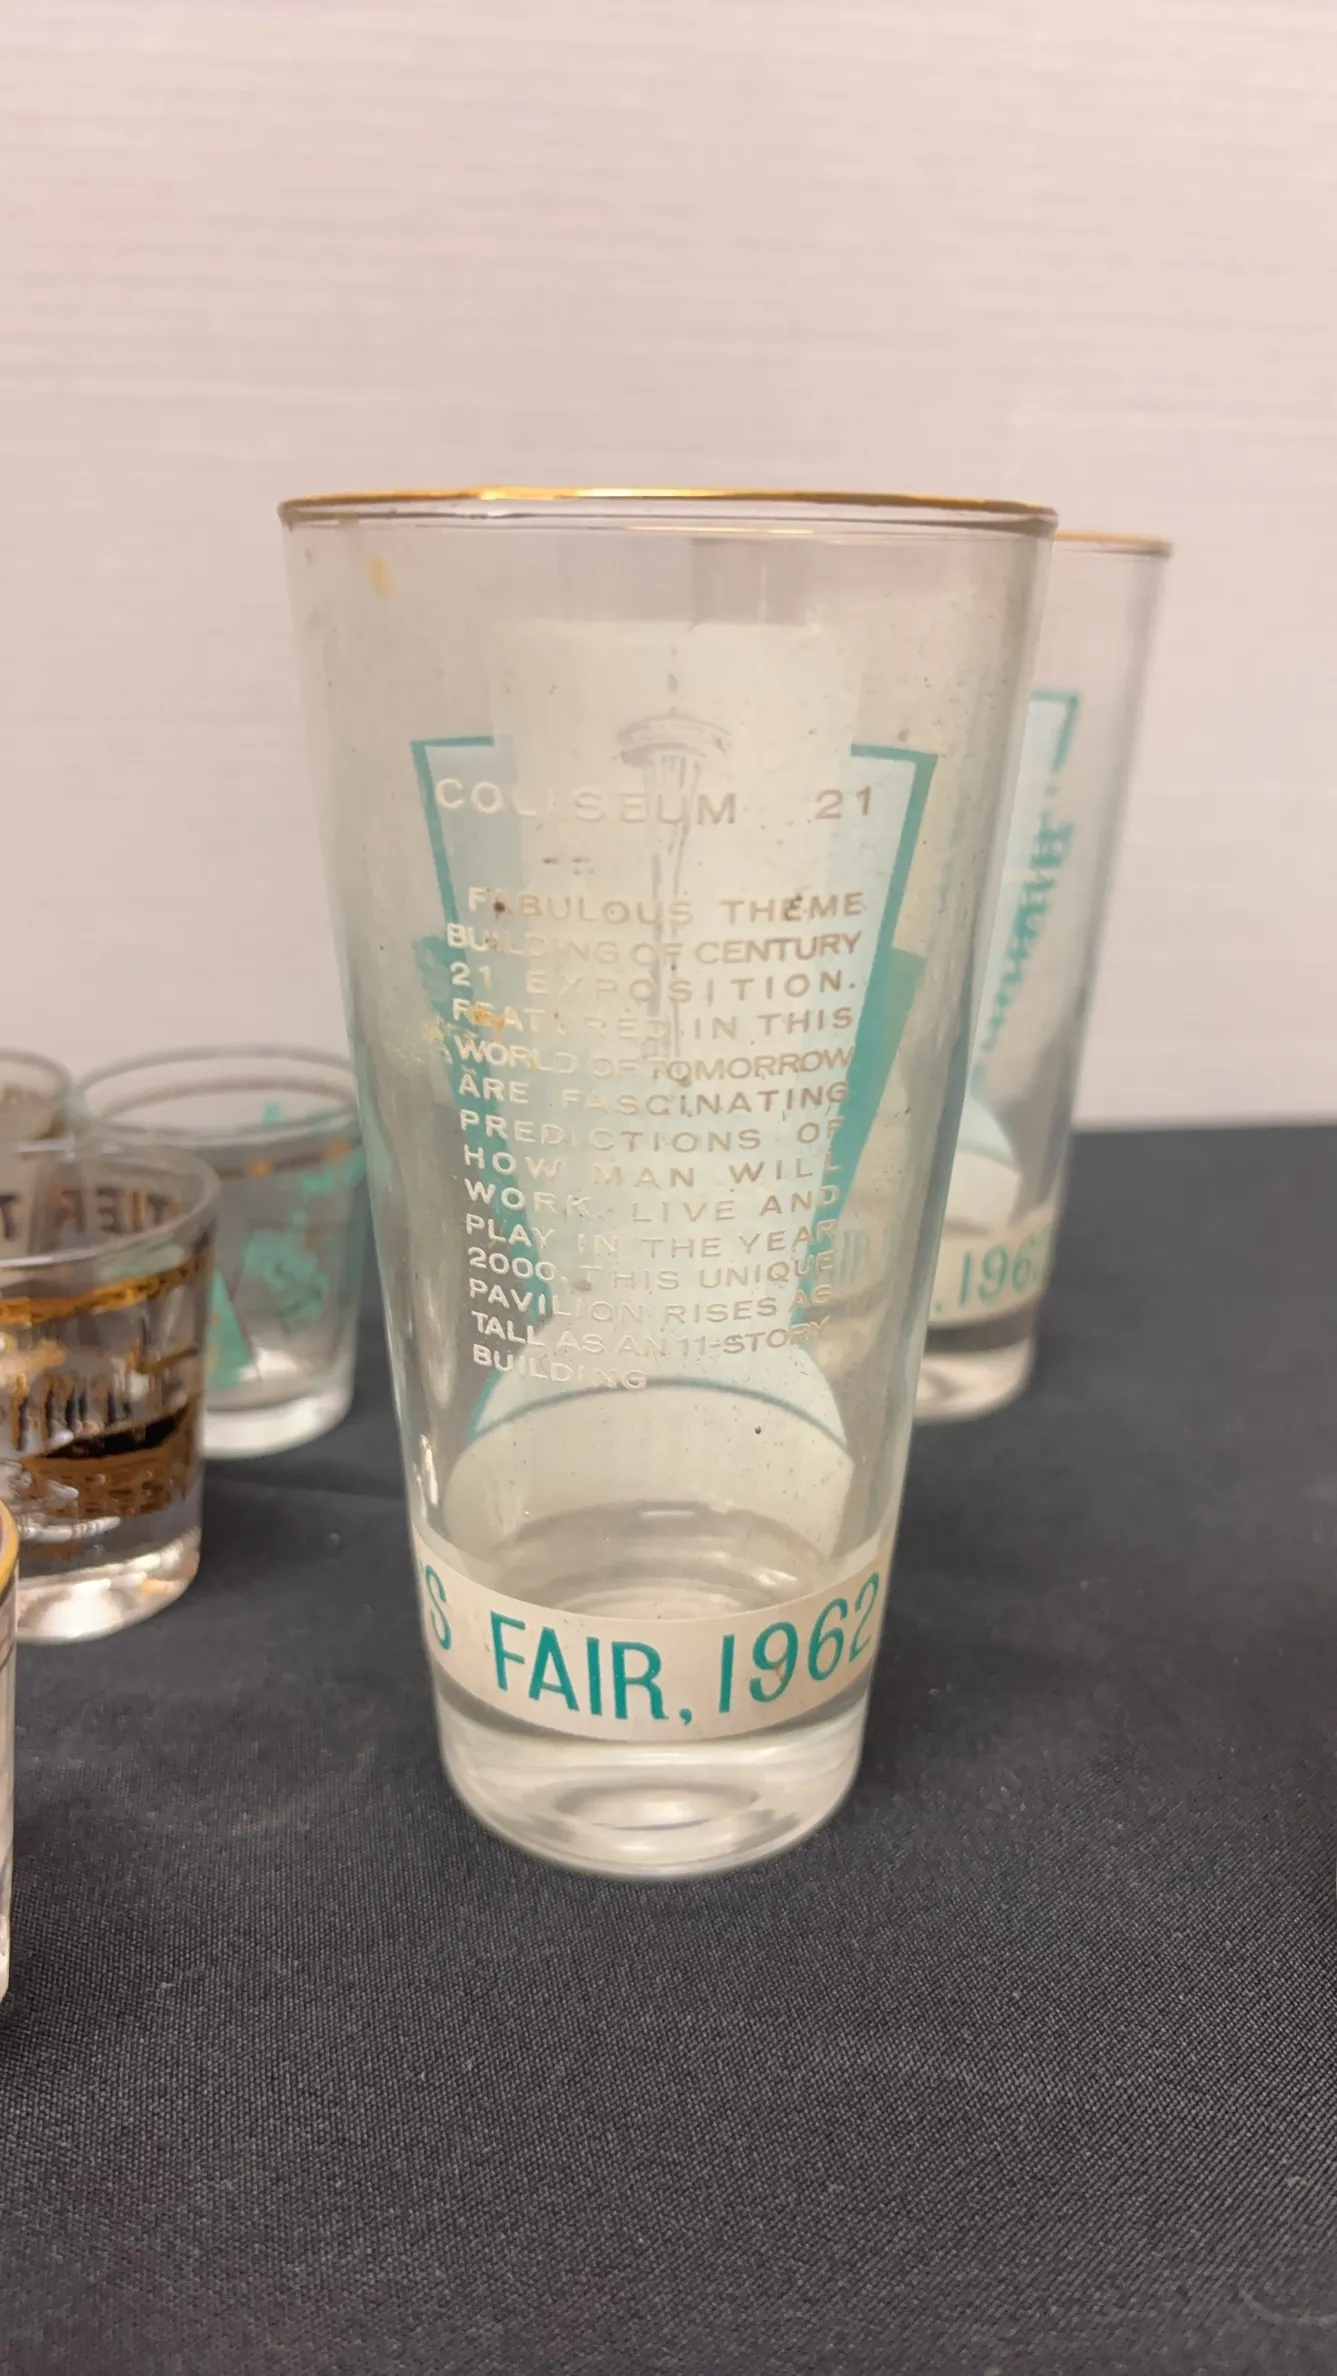 COLISEUM 21
FABULOUS THEME
BUILDING OF CENTURY
21 EXPOSITION.
FEATURED IN THIS
WORLD OF TOMORROW
ARE FASCINATING
PREDICTIONS OF
HOW MAN WILL
WORK, LIVE AND
PLAY IN THE YEAR
2000. THIS UNIQUE
PAVILION RISES AS
TALL AS AN 11-STORY
BUILDING
'S FAIR, 1962
. 1962
TIER T